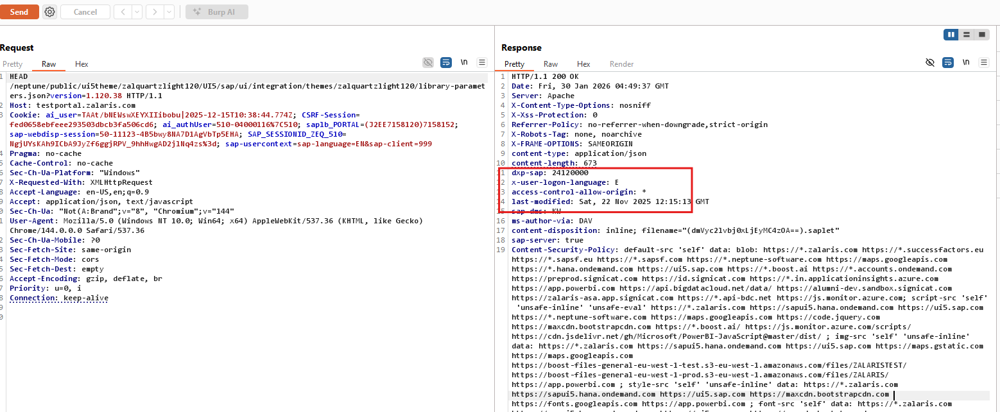 Send
Cancel
Burp AI
Request
Response
Pretty
Raw
Hex
\n
Pretty
Raw
Hex
Render
\n
HEAD
/neptune/public/ui5theme/zalquartzlight120/UI5/sap/ui/integration/themes/zalquartzlight120/library-paramet
ers.json?version=1.120.38 HTTP/1.1
Host: testportal.zalaris.com
Cookie: ai_user=TAAt/bNEWswXEYXIIibobu|2025-12-15T10:38:44.774Z; CSRF-Session=
fed0658ebfeee293503dbcb3fa506cd6; ai_authUser=510-04000116%7C510; saplb_PORTAL=(J2EE7158120)7158152;
sap-webdisp-session=50-11123-4B5bwy8NA7D1AgVbTp5EHA; SAP_SESSIONID_ZEQ_510=
NgjUYsKAh9ICbA9JyZf6ggjRPV_9hhHwgAD2jlNq4zs%3d; sap-usercontext=sap-language=EN&sap-client=999
Pragma: no-cache
Cache-Control: no-cache
Sec-Ch-Ua-Platform: "Windows"
X-Requested-With: XMLHttpRequest
Accept-Language: en-US,en;q=0.9
Accept: application/json, text/javascript
Sec-Ch-Ua: "Not(A:Brand";v="8", "Chromium";v="144"
User-Agent: Mozilla/5.0 (Windows NT 10.0; Win64; x64) AppleWebKit/537.36 (KHTML, like Gecko)
Chrome/144.0.0.0 Safari/537.36
Sec-Ch-Ua-Mobile: ?0
Sec-Fetch-Site: same-origin
Sec-Fetch-Mode: cors
Sec-Fetch-Dest: empty
Accept-Encoding: gzip, deflate, br
Priority: u=0, i
Connection: keep-alive
1 HTTP/1.1 200 OK
2 Date: Fri, 30 Jan 2026 04:49:37 GMT
3 Server: Apache
4 X-Content-Type-Options: nosniff
5 X-Xss-Protection: 0
6 Referrer-Policy: no-referrer-when-downgrade,strict-origin
7 X-Robots-Tag: none, noarchive
8 X-FRAME-OPTIONS: SAMEORIGIN
9 content-type: application/json
10 content-length: 673
11 dxp-sap: 24120000
12 x-user-logon-language: E
13 access-control-allow-origin: *
14 last-modified: Sat, 22 Nov 2025 12:15:13 GMT
15 sap-dms: KW
16 ms-author-via: DAV
17 content-disposition: inline; filename="(dmVyc2lvbj0xLjEyMC4zOA==).saplet"
18 sap-server: true
19 Content-Security-Policy: default-src 'self' data: blob: https://*.zalaris.com https://*.successfactors.eu
https://*.sapsf.eu https://*.sapsf.com https://*.neptune-software.com https://maps.googleapis.com
https://*.hana.ondemand.com https://ui5.sap.com https://*.boost.ai https://*.accounts.ondemand.com
https://preprod.signicat.com https://id.signicat.com https://*.in.applicationinsights.azure.com
https://app.powerbi.com https://api.bigdatacloud.net/data/ https://alumni-dev.sandbox.signicat.com
https://zalaris-asa.app.signicat.com https://*.api-bdc.net https://js.monitor.azure.com; script-src 'self'
'unsafe-inline' 'unsafe-eval' https://*.zalaris.com https://sapui5.hana.ondemand.com https://ui5.sap.com
https://*.neptune-software.com https://maps.googleapis.com https://code.jquery.com
https://maxcdn.bootstrapcdn.com https://*.boost.ai/ https://js.monitor.azure.com/scripts/
https://cdn.jsdelivr.net/gh/Microsoft/PowerBI-JavaScript@master/dist/ ; img-src 'self' 'unsafe-inline'
data: https://*.zalaris.com https://sapui5.hana.ondemand.com https://ui5.sap.com https://maps.gstatic.com
https://maps.googleapis.com
https://boost-files-general-eu-west-1-test.s3-eu-west-1.amazonaws.com/files/ZALARISTEST/
https://boost-files-general-eu-west-1-prod.s3-eu-west-1.amazonaws.com/files/ZALARIS/
https://app.powerbi.com ; style-src 'self' 'unsafe-inline' data: https://*.zalaris.com
https://sapui5.hana.ondemand.com https://ui5.sap.com https://maxcdn.bootstrapcdn.com
https://fonts.googleapis.com https://app.powerbi.com ; font-src 'self' data: https://*.zalaris.com